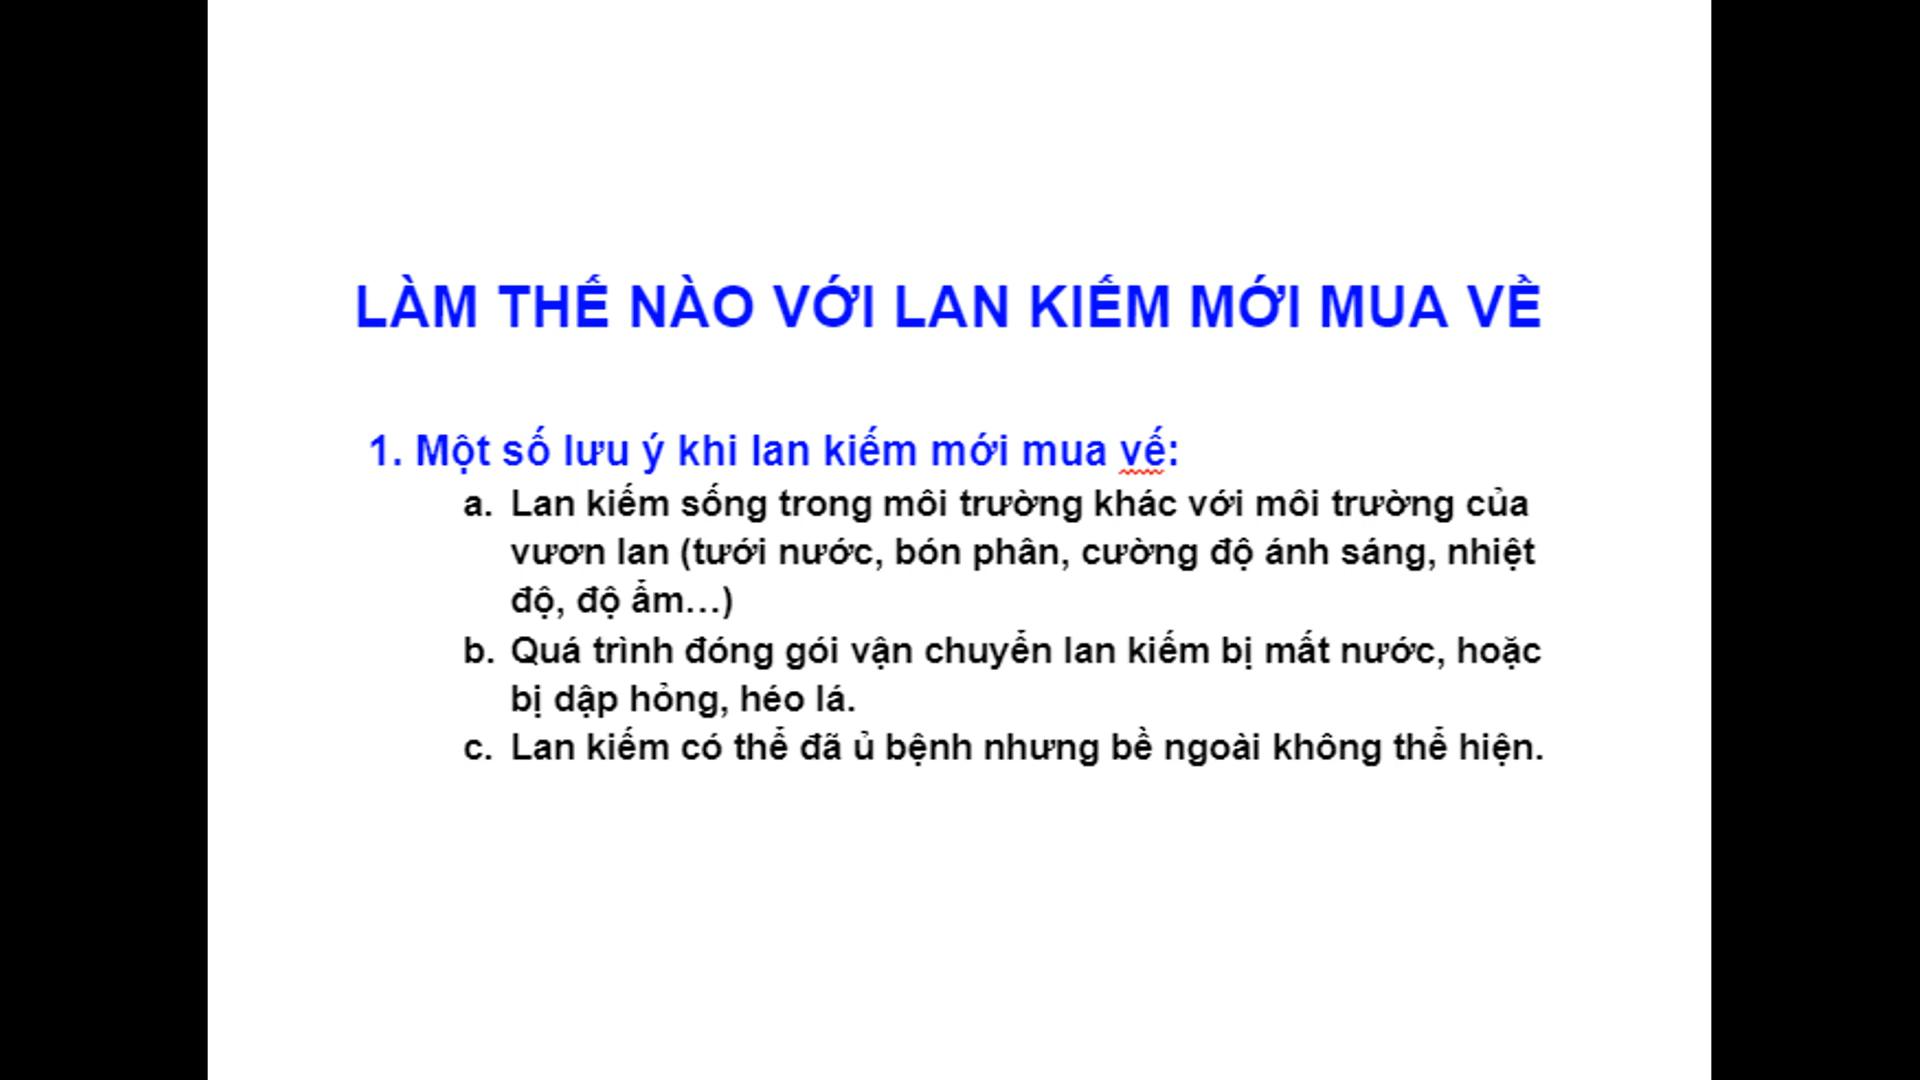 LÀM THẾ NÀO VỚI LAN KIẾM MỚI MUA VỀ
1. Một số lưu ý khi lan kiếm mới mua vế:
a. Lan kiếm sống trong môi trường khác với môi trường của
vươn lan (tưới nước, bón phân, cường độ ánh sáng, nhiệt
độ, độ ẩm...)
b. Quá trình đóng gói vận chuyển lan kiếm bị mất nước, hoặc
bị dập hỏng, héo lá.
c. Lan kiếm có thể đã ủ bệnh nhưng bề ngoài không thể hiện.